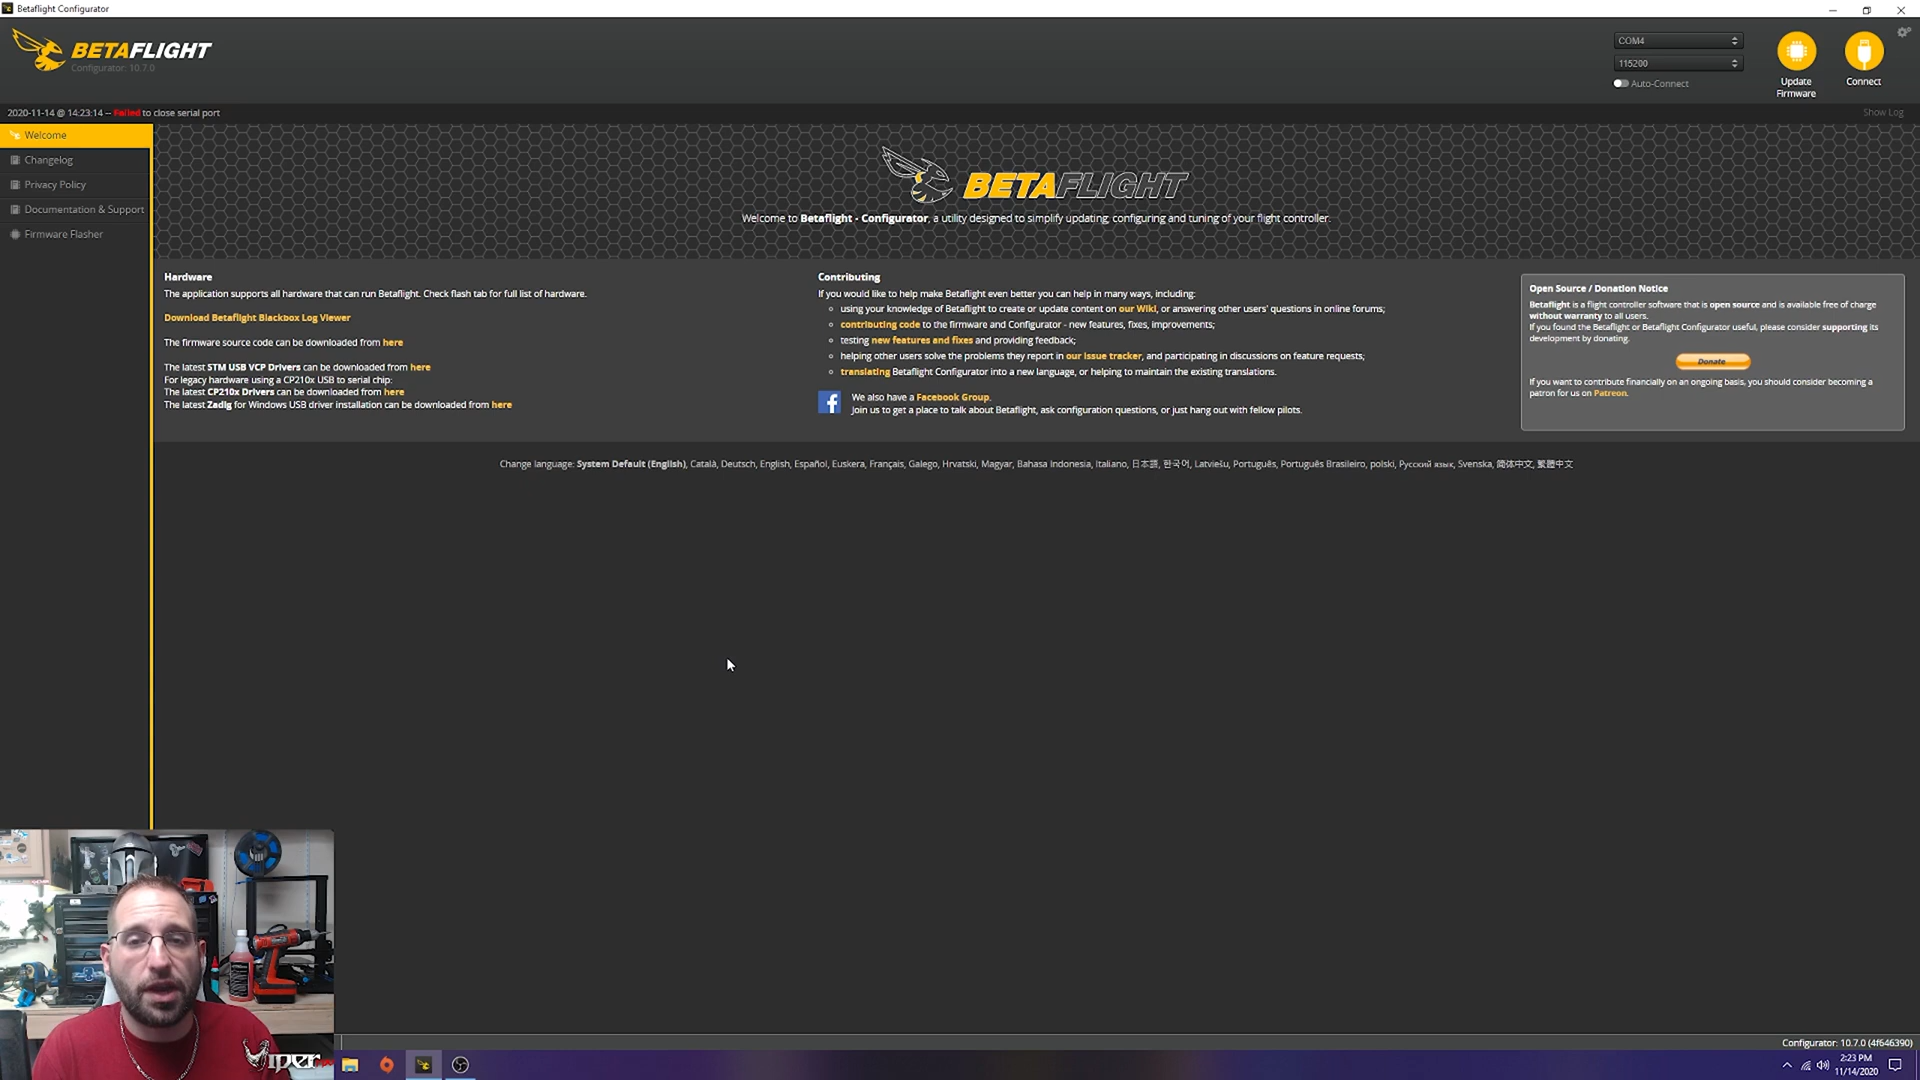 Betaflight Configurator
BETAFLIGHT
Configurator: 10.7.0
COM4
115200
Auto-Connect
Update
Firmware
Connect
2020-11-14 @ 14:23:14 -- Failed to close serial port
Show Log
Welcome
Changelog
Privacy Policy
Documentation & Support
Firmware Flasher
BETAFLIGHT
Welcome to Betaflight - Configurator, a utility designed to simplify updating, configuring and tuning of your flight controller.
Hardware
The application supports all hardware that can run Betaflight. Check flash tab for full list of hardware.
Download Betaflight Blackbox Log Viewer
The firmware source code can be downloaded from here
The latest STM USB VCP Drivers can be downloaded from here
For legacy hardware using a CP210x USB to serial chip:
The latest CP210x Drivers can be downloaded from here
The latest Zadig for Windows USB driver installation can be downloaded from here
Contributing
If you would like to help make Betaflight even better you can help in many ways, including:
using your knowledge of Betaflight to create or update content on our Wiki, or answering other users' questions in online forums;
contributing code to the firmware and Configurator - new features, fixes, improvements;
testing new features and fixes and providing feedback;
helping other users solve the problems they report in our issue tracker, and participating in discussions on feature requests;
translating Betaflight Configurator into a new language, or helping to maintain the existing translations.
We also have a Facebook Group.
Join us to get a place to talk about Betaflight, ask configuration questions, or just hang out with fellow pilots.
Open Source / Donation Notice
Betaflight is a flight controller software that is open source and is available free of charge
without warranty to all users.
If you found the Betaflight or Betaflight Configurator useful, please consider supporting its
development by donating.
Donate
If you want to contribute financially on an ongoing basis, you should consider becoming a
patron for us on Patreon.
Change language: System Default (English), Català, Deutsch, English, Español, Euskera, Français, Galego, Hrvatski, Magyar, Bahasa Indonesia, Italiano, 日本語, 한국어, Latviešu, Português, Português Brasileiro, polski, Русский язык, Svenska, 简体中文, 繁體中文
Viper
Configurator: 10.7.0 (4f646390)
2:23 PM
11/14/2020